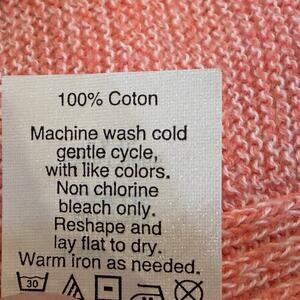 100% Coton
Machine wash cold
gentle cycle,
with like colors.
Non chlorine
bleach only.
Reshape and
lay flat to dry.
Warm iron as needed.
30